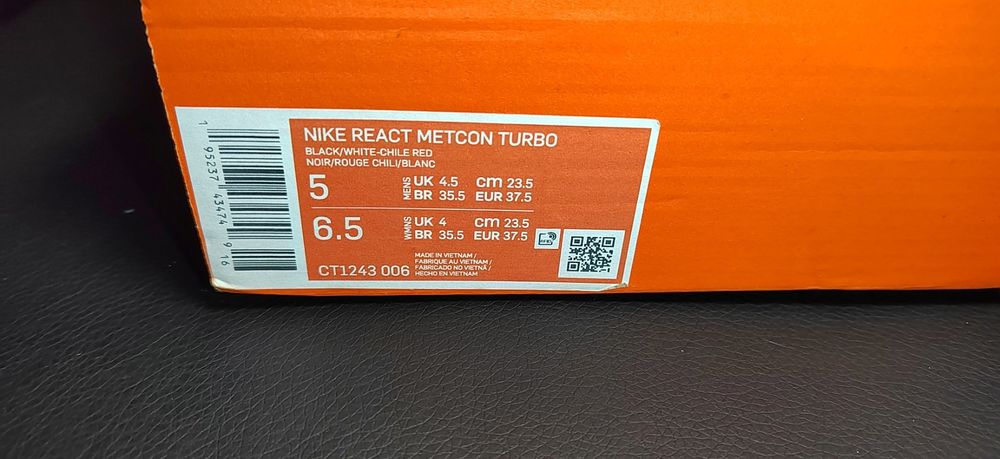 NIKE REACT METCON TURBO
BLACK/WHITE-CHILE RED
NOIR/ROUGE CHILI/BLANC
5 MENS UK 4.5 cm 23.5
BR 35.5 EUR 37.5
6.5 WMNS UK 4 cm 23.5
BR 35.5 EUR 37.5
CT1243 006
MADE IN VIETNAM /
FABRIQUE AU VIETNAM /
FABRICADO NO VIETNÃ /
HECHO EN VIETNAM
1 95237 43474 9 16